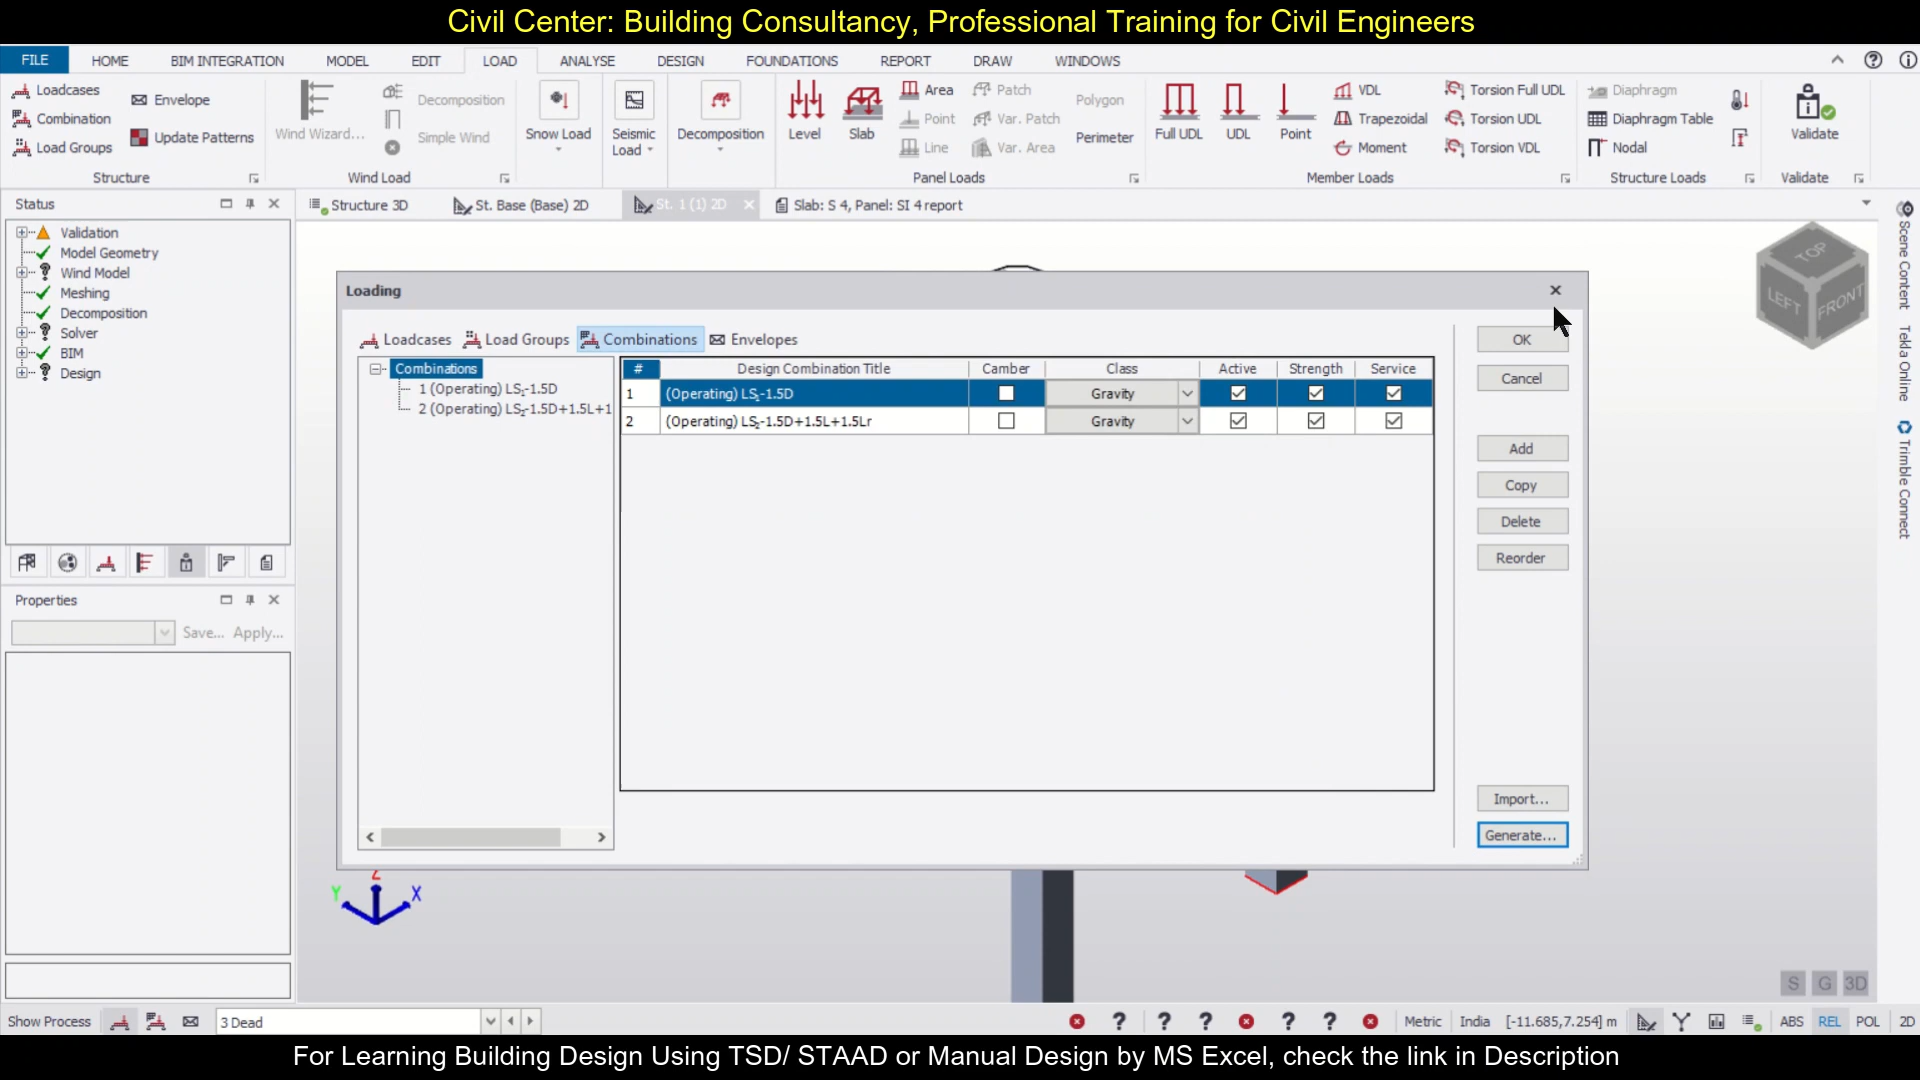 Civil Center: Building Consultancy, Professional Training for Civil Engineers
FILE HOME BIM INTEGRATION MODEL EDIT LOAD ANALYSE DESIGN FOUNDATIONS REPORT DRAW WINDOWS
Loadcases
Combination
Load Groups
Envelope
Update Patterns
Structure
Wind Wizard...
Decomposition
Simple Wind
Wind Load
Snow Load
Seismic
Load
Decomposition
Level
Slab
Area
Point
Line
Patch
Var. Patch
Var. Area
Polygon
Perimeter
Panel Loads
Full UDL
UDL
Point
VDL
Trapezoidal
Moment
Torsion Full UDL
Torsion UDL
Torsion VDL
Member Loads
Diaphragm
Diaphragm Table
Nodal
Structure Loads
Validate
Validate
Status
Structure 3D St. Base (Base) 2D St. 1 (1) 2D Slab: S 4, Panel: SI 4 report
Validation
Model Geometry
Wind Model
Meshing
Decomposition
Solver
BIM
Design
TOP
LEFT FRONT
Scene Content
Tekla Online
Trimble Connect
Loading
Loadcases Load Groups Combinations Envelopes
Combinations
1 (Operating) LS1-1.5D
2 (Operating) LS2-1.5D+1.5L+1
# Design Combination Title Camber Class Active Strength Service
1 (Operating) LS1-1.5D Gravity
2 (Operating) LS2-1.5D+1.5L+1.5Lr Gravity
OK
Cancel
Add
Copy
Delete
Reorder
Import...
Generate...
Properties
Save... Apply...
Z
Y X
S G 3D
Show Process 3 Dead Metric India [-11.685,7.254] m ABS REL POL 2D
For Learning Building Design Using TSD/ STAAD or Manual Design by MS Excel, check the link in Description